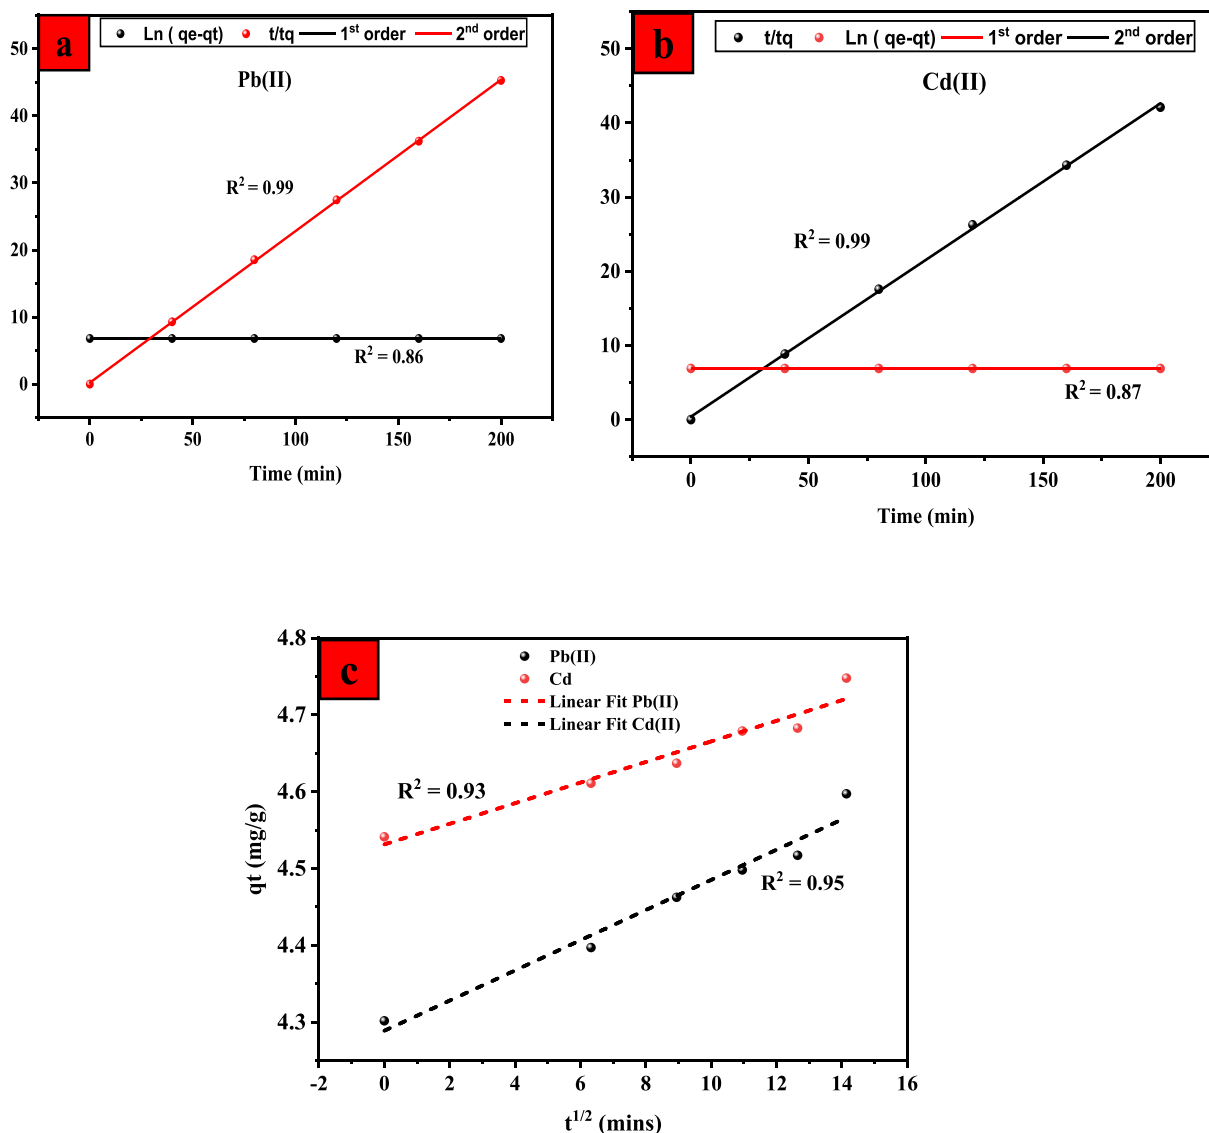 a
Ln ( qe-qt) t/tq 1st order 2nd order
Pb(II)
50
40
30
20
10
0
R2 = 0.99
R2 = 0.86
0 50 100 150 200
Time (min)
b
t/tq Ln ( qe-qt) 1st order 2nd order
Cd(II)
50
40
30
20
10
0
R2 = 0.99
R2 = 0.87
0 50 100 150 200
Time (min)
c
Pb(II)
Cd
Linear Fit Pb(II)
Linear Fit Cd(II)
4.8
4.7
4.6
4.5
4.4
4.3
qt (mg/g)
R2 = 0.93
R2 = 0.95
-2 0 2 4 6 8 10 12 14 16
t1/2 (mins)